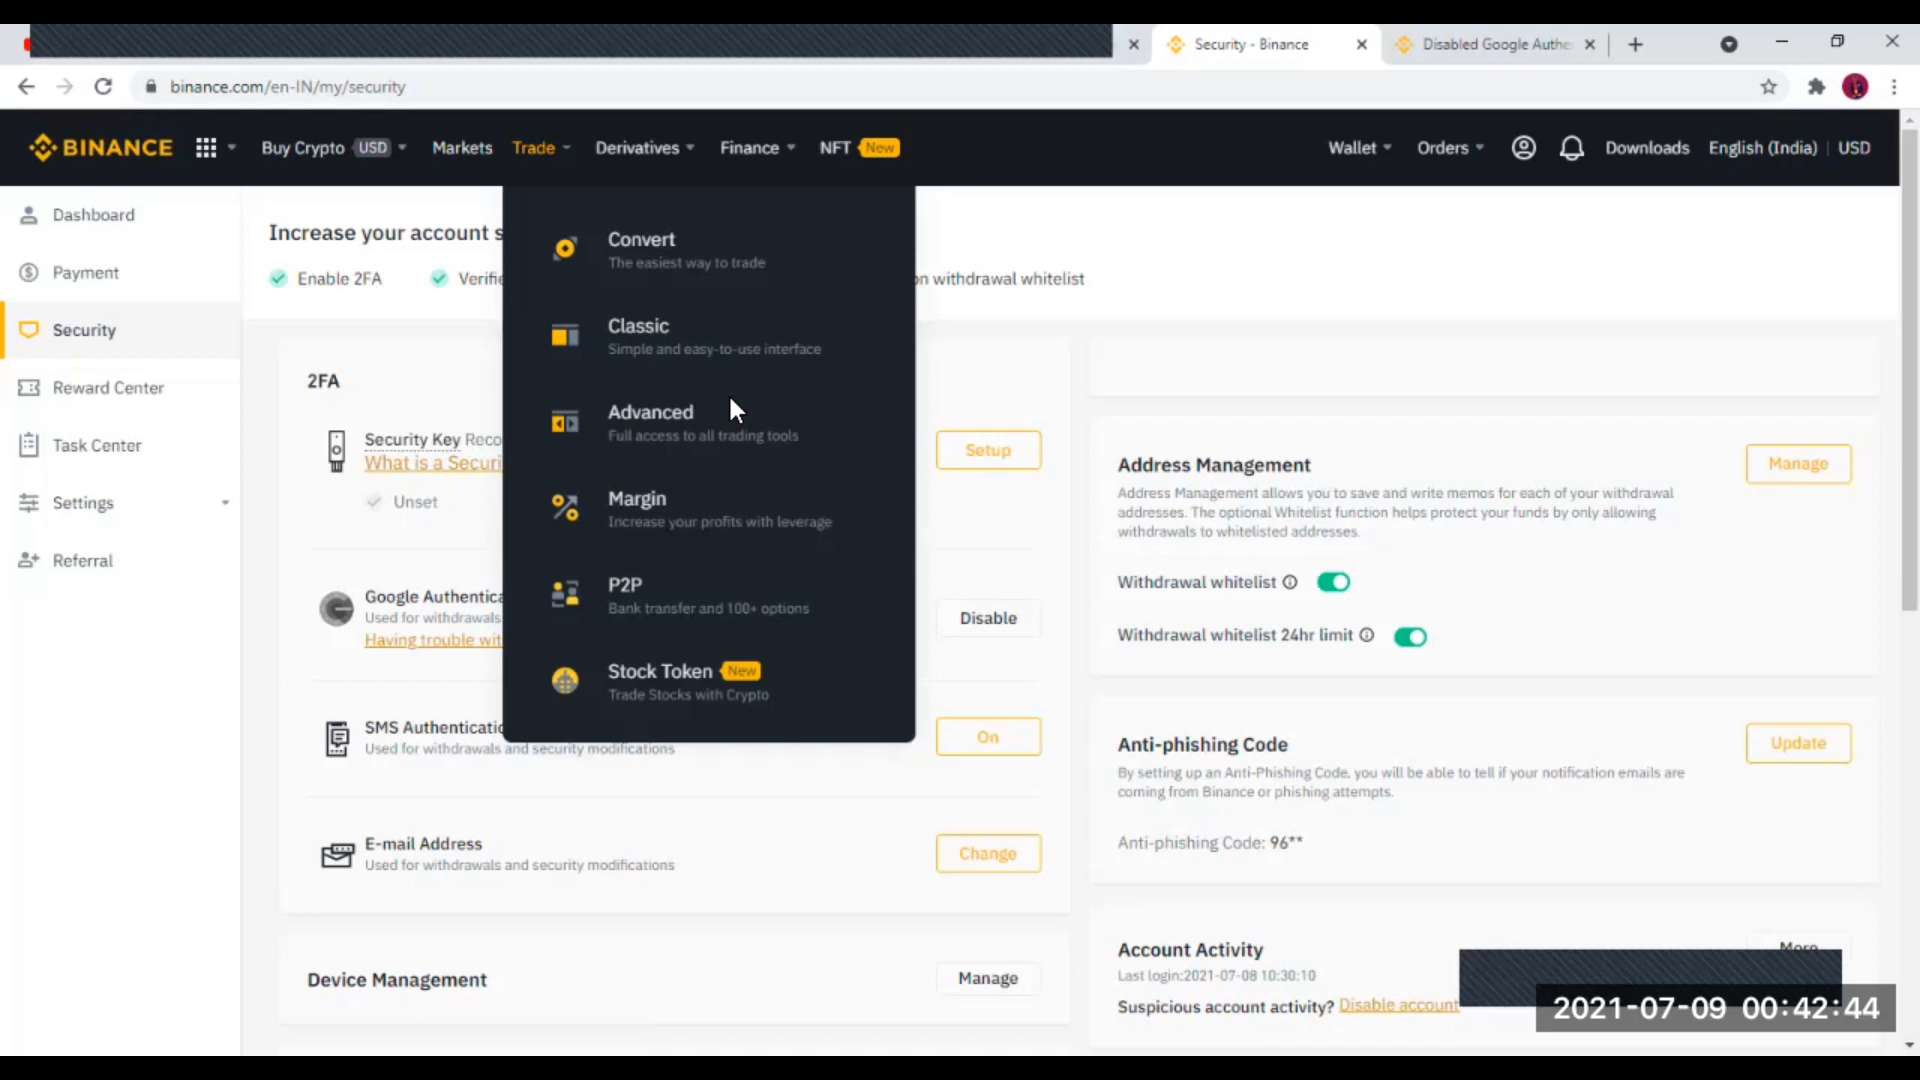 Security - Binance
Disabled Google Authe
binance.com/en-IN/my/security
BINANCE
Buy Crypto USD
Markets
Trade
Derivatives
Finance
NFT New
Wallet
Orders
Downloads
English (India)
USD
Dashboard
Payment
Security
Reward Center
Task Center
Settings
Referral
Increase your account s
Enable 2FA
Verifie
on withdrawal whitelist
Convert
The easiest way to trade
Classic
Simple and easy-to-use interface
Advanced
Full access to all trading tools
Margin
Increase your profits with leverage
P2P
Bank transfer and 100+ options
Stock Token New
Trade Stocks with Crypto
2FA
Security Key Reco
What is a Securi
Unset
Setup
Google Authentica
Used for withdrawals
Having trouble wit
Disable
SMS Authenticatio
Used for withdrawals and security modifications
On
E-mail Address
Used for withdrawals and security modifications
Change
Device Management
Manage
Address Management
Manage
Address Management allows you to save and write memos for each of your withdrawal
addresses. The optional Whitelist function helps protect your funds by only allowing
withdrawals to whitelisted addresses.
Withdrawal whitelist
Withdrawal whitelist 24hr limit
Anti-phishing Code
Update
By setting up an Anti-Phishing Code, you will be able to tell if your notification emails are
coming from Binance or phishing attempts.
Anti-phishing Code: 96**
Account Activity
More
Last login:2021-07-08 10:30:10
Suspicious account activity? Disable account
2021-07-09 00:42:44